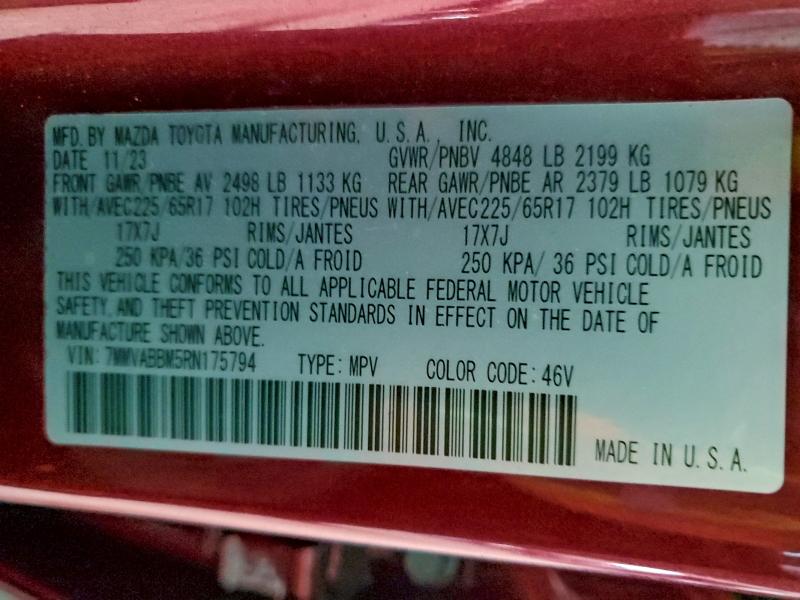 MFD. BY MAZDA TOYOTA MANUFACTURING, U.S.A., INC.
DATE 11/23 GVWR/PNBV 4848 LB 2199 KG
FRONT GAWR/PNBE AV 2498 LB 1133 KG REAR GAWR/PNBE AR 2379 LB 1079 KG
WITH/AVEC225/65R17 102H TIRES/PNEUS WITH/AVEC225/65R17 102H TIRES/PNEUS
17X7J RIMS/JANTES 17X7J RIMS/JANTES
250 KPA/36 PSI COLD/A FROID 250 KPA/ 36 PSI COLD/A FROID
THIS VEHICLE CONFORMS TO ALL APPLICABLE FEDERAL MOTOR VEHICLE
SAFETY AND THEFT PREVENTION STANDARDS IN EFFECT ON THE DATE OF
MANUFACTURE SHOWN ABOVE.
VIN: 7MMVABBM5RN175794 TYPE: MPV COLOR CODE: 46V
MADE IN U.S.A.